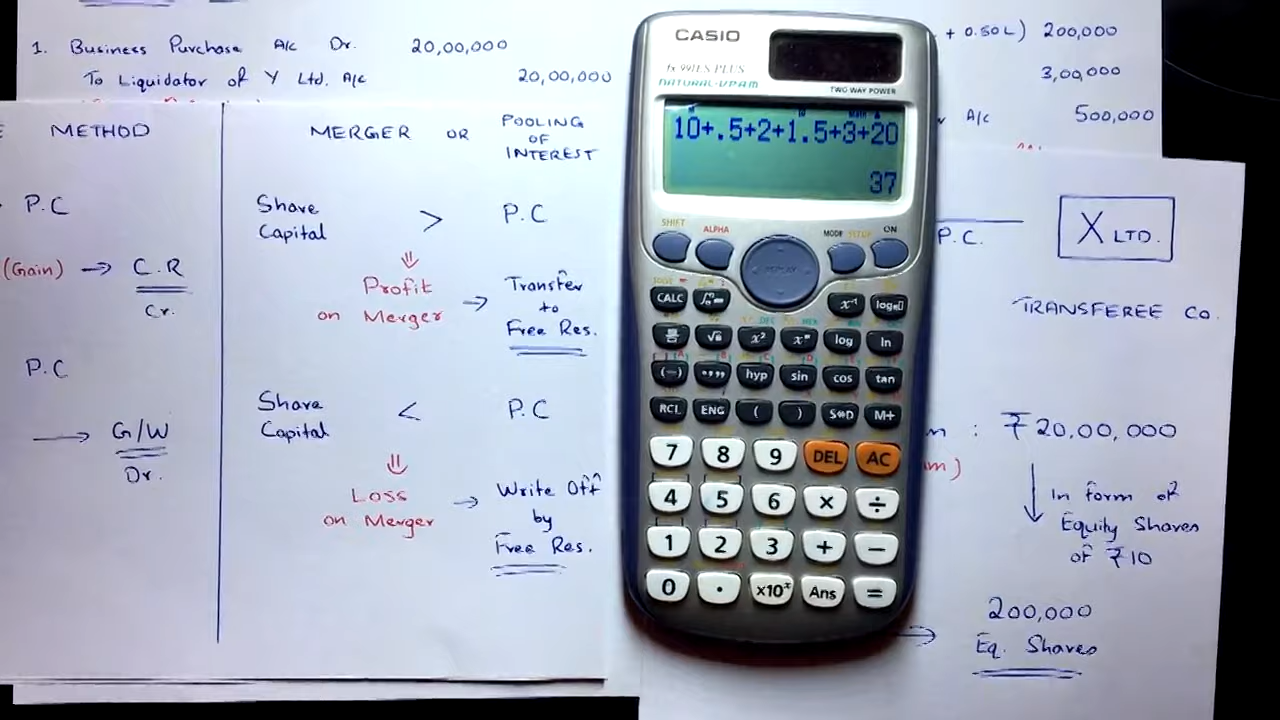 1. Business Purchase A/c Dr. 20,00,000
To Liquidator of Y Ltd. A/c 20,00,000
METHOD
P.C
(Gain) → C.R
Cr.
P.C
→ G/W
Dr.
MERGER OR POOLING
OF
INTEREST
Share
Capital > P.C
⇓
Profit
on Merger → Transfer
to
Free Res.
Share
Capital < P.C
⇓
Loss
on Merger → Write Off
by
Free Res.
CASIO
fx-991ES PLUS
NATURAL-V.P.A.M.
TWO WAY POWER
10+.5+2+1.5+3+20
37
SHIFT ALPHA MODE SETUP ON
REPLAY
CALC x⁻¹ log
x² log ln
(−) hyp sin cos tan
RCL ENG ( ) S⇔D M+
7 8 9 DEL AC
4 5 6 × ÷
1 2 3 + −
0 . ×10ˣ Ans =
+ 0.50L) 200,000
3,00,000
A/c 500,000
P.C.
X LTD.
TRANSFEREE CO.
: ₹20,00,000
In form of
Equity Shares
of ₹10
⇒ 200,000
Eq. Shares